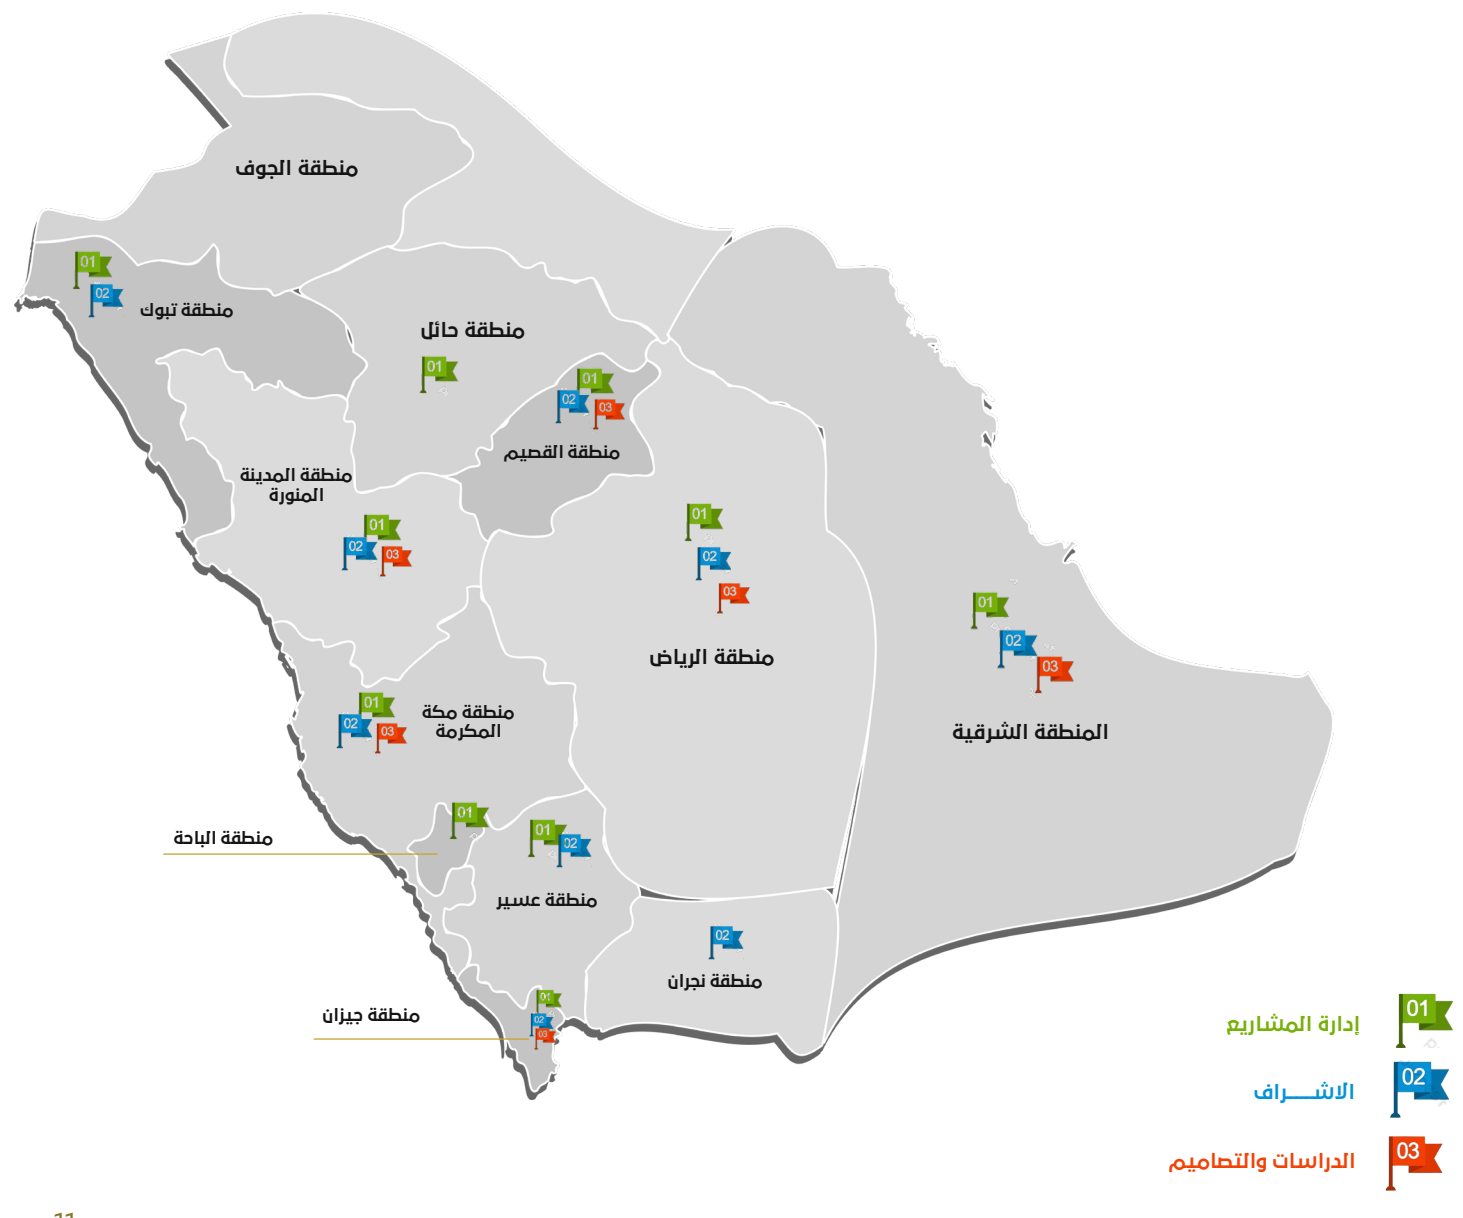 منطقة الجوف
01
02
منطقة تبوك
منطقة حائل
01
01
02
03
منطقة القصيم
منطقة المدينة
المنورة
01
02
03
01
02
03
منطقة الرياض
01
02
03
المنطقة الشرقية
01
02
03
منطقة مكة
المكرمة
01
منطقة الباحة
01
02
منطقة عسير
02
منطقة نجران
01
02
03
منطقة جيزان
01
إدارة المشاريع
02
الاشـــراف
03
الدراسات والتصاميم
11